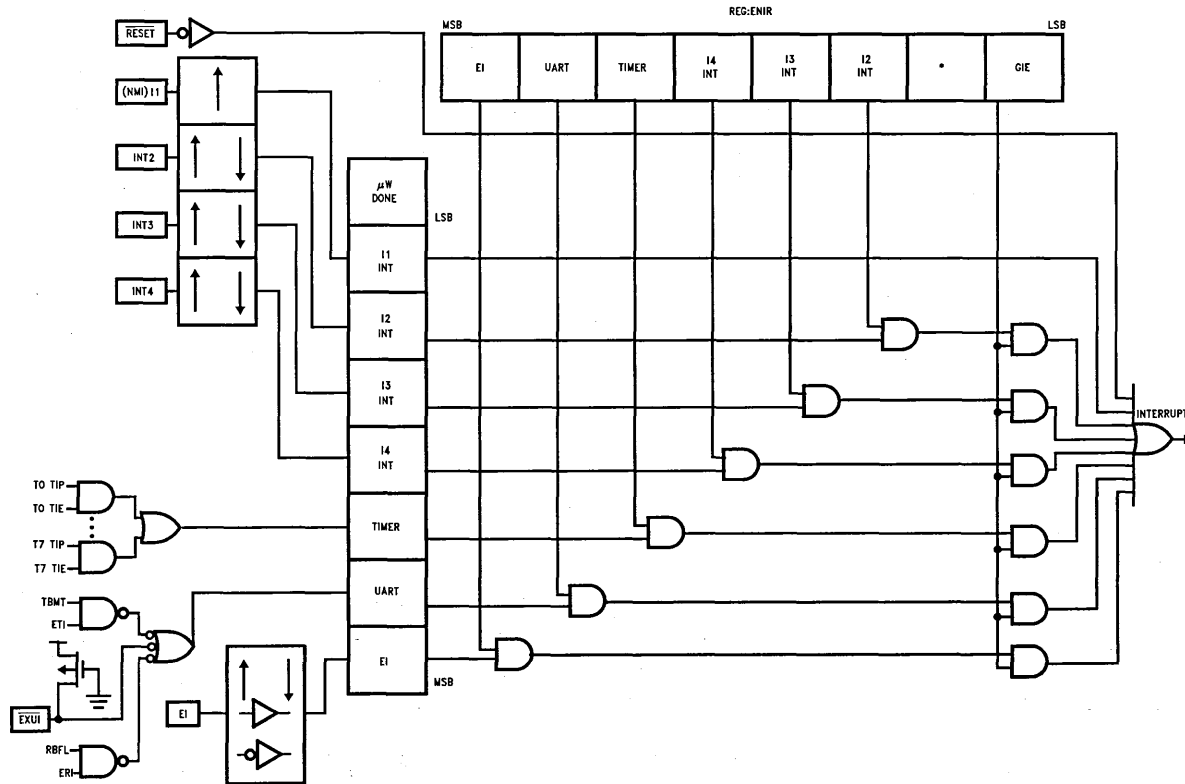 REG:ENIR
MSB
LSB
EI
UART
TIMER
I4
INT
I3
INT
I2
INT
•
GIE
RESET
(NMI) I1
INT2
INT3
INT4
μW
DONE
LSB
I1
INT
I2
INT
I3
INT
I4
INT
TIMER
UART
EI
MSB
INTERRUPT
T0 TIP
T0 TIE
T7 TIP
T7 TIE
TBMT
ETI
EXUI
RBFL
ERI
EI